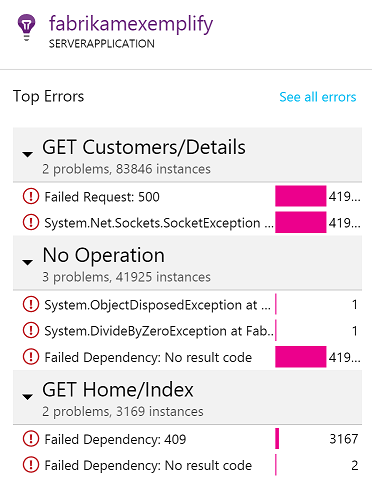 fabrikamexemplify
SERVERAPPLICATION
Top Errors See all errors
GET Customers/Details
2 problems, 83846 instances
Failed Request: 500 419...
System.Net.Sockets.SocketException ... 419...
No Operation
3 problems, 41925 instances
System.ObjectDisposedException at ... 1
System.DivideByZeroException at Fab... 1
Failed Dependency: No result code 419...
GET Home/Index
2 problems, 3169 instances
Failed Dependency: 409 3167
Failed Dependency: No result code 2